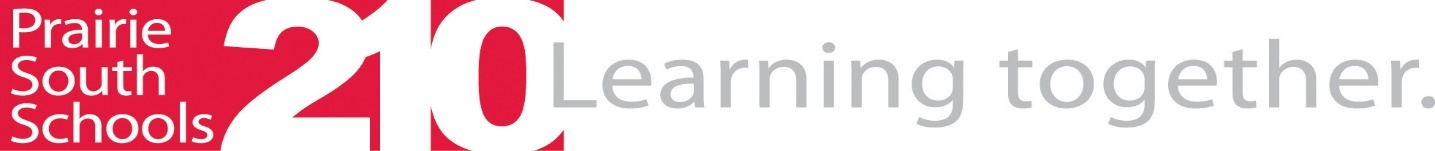 Prairie
South
Schools
210
Learning together.